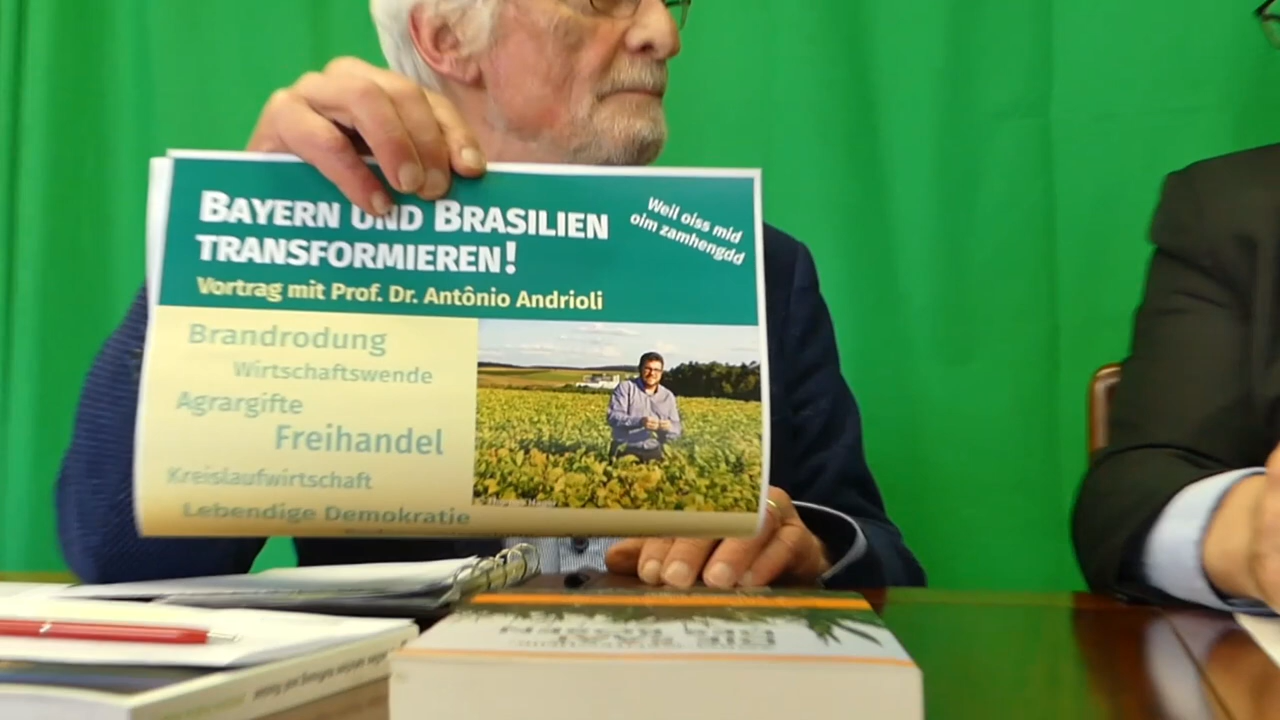 BAYERN UND BRASILIEN
TRANSFORMIEREN!
Weil oiss mid
oim zamhengdd
Vortrag mit Prof. Dr. Antônio Andrioli
Brandrodung
Wirtschaftswende
Agrargifte
Freihandel
Kreislaufwirtschaft
Lebendige Demokratie